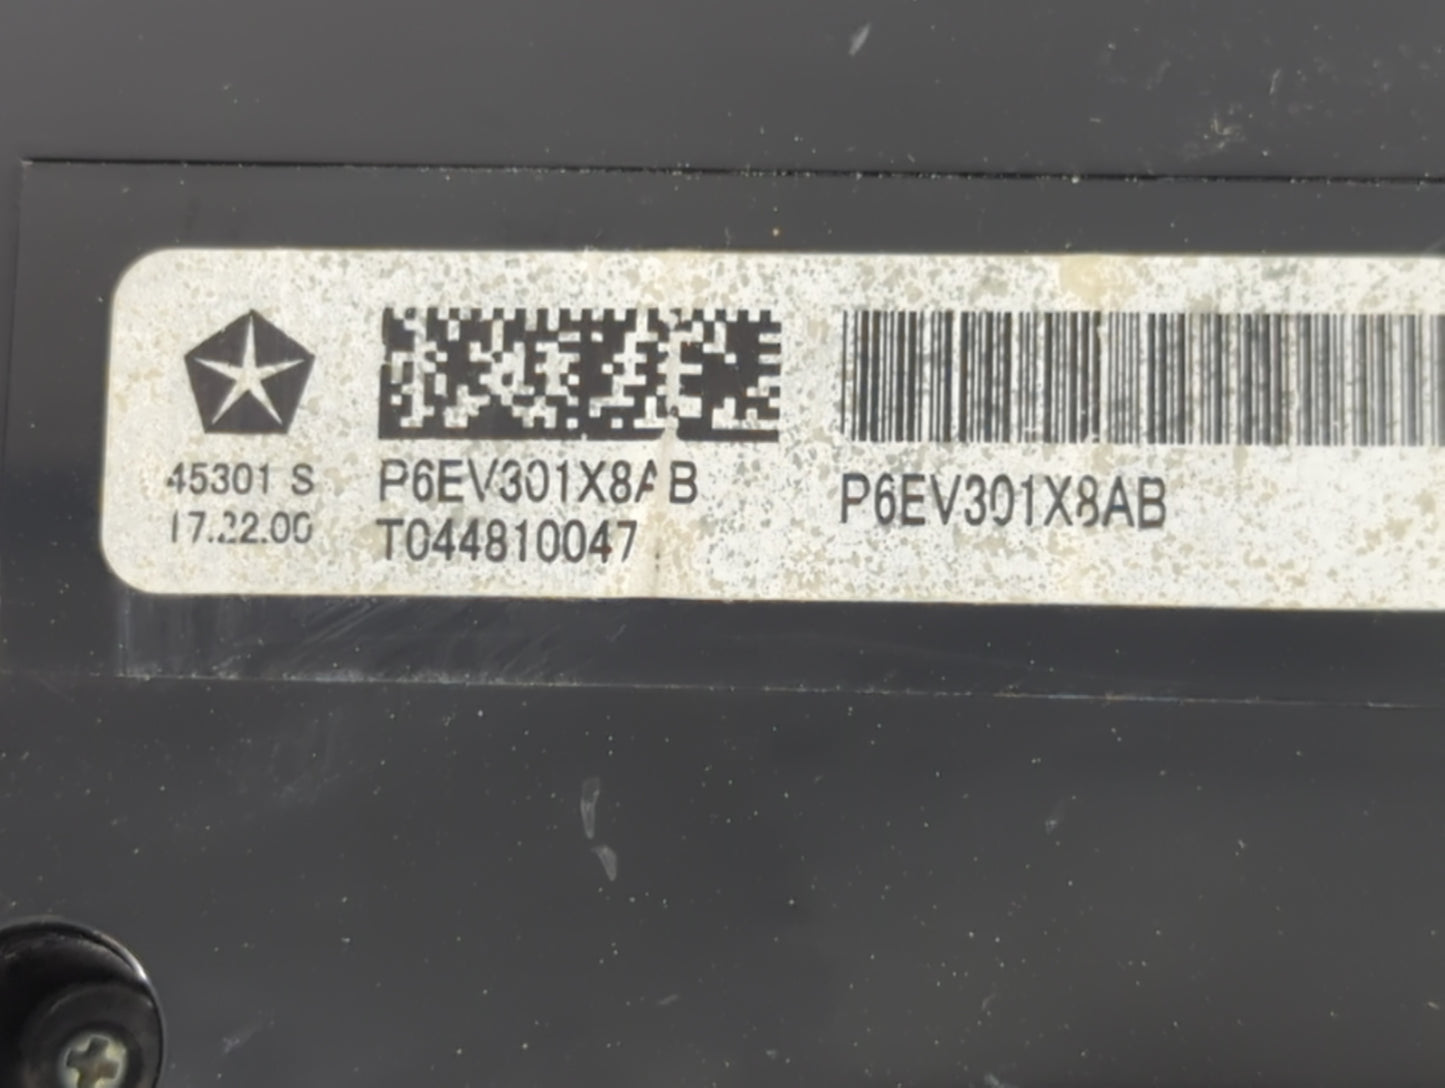 45301 S
17.22.00
P6EV301X8AB
T044810047
P6EV301X8AB